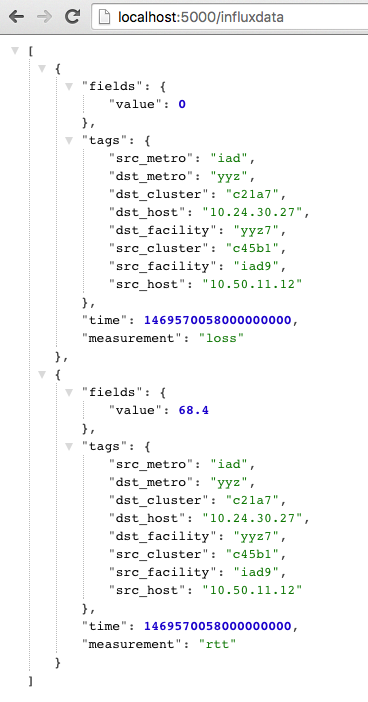 localhost:5000/influxdata
[
{
"fields": {
"value": 0
},
"tags": {
"src_metro": "iad",
"dst_metro": "yyz",
"dst_cluster": "c21a7",
"dst_host": "10.24.30.27",
"dst_facility": "yyz7",
"src_cluster": "c45b1",
"src_facility": "iad9",
"src_host": "10.50.11.12"
},
"time": 1469570058000000000,
"measurement": "loss"
},
{
"fields": {
"value": 68.4
},
"tags": {
"src_metro": "iad",
"dst_metro": "yyz",
"dst_cluster": "c21a7",
"dst_host": "10.24.30.27",
"dst_facility": "yyz7",
"src_cluster": "c45b1",
"src_facility": "iad9",
"src_host": "10.50.11.12"
},
"time": 1469570058000000000,
"measurement": "rtt"
}
]